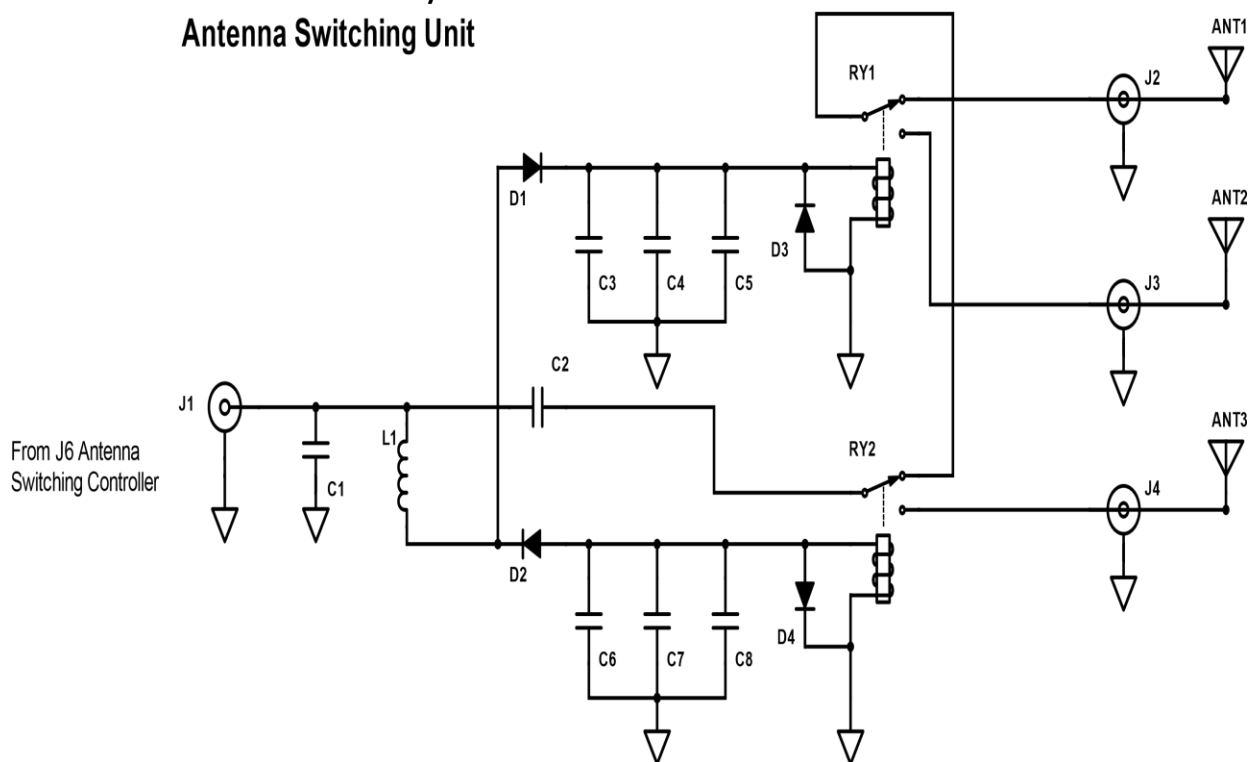 Antenna Switching Unit
ANT1
RY1
J2
D1
ANT2
D3
C3
C4
C5
J3
C2
J1
ANT3
L1
RY2
From J6 Antenna
Switching Controller
C1
J4
D2
D4
C6
C7
C8